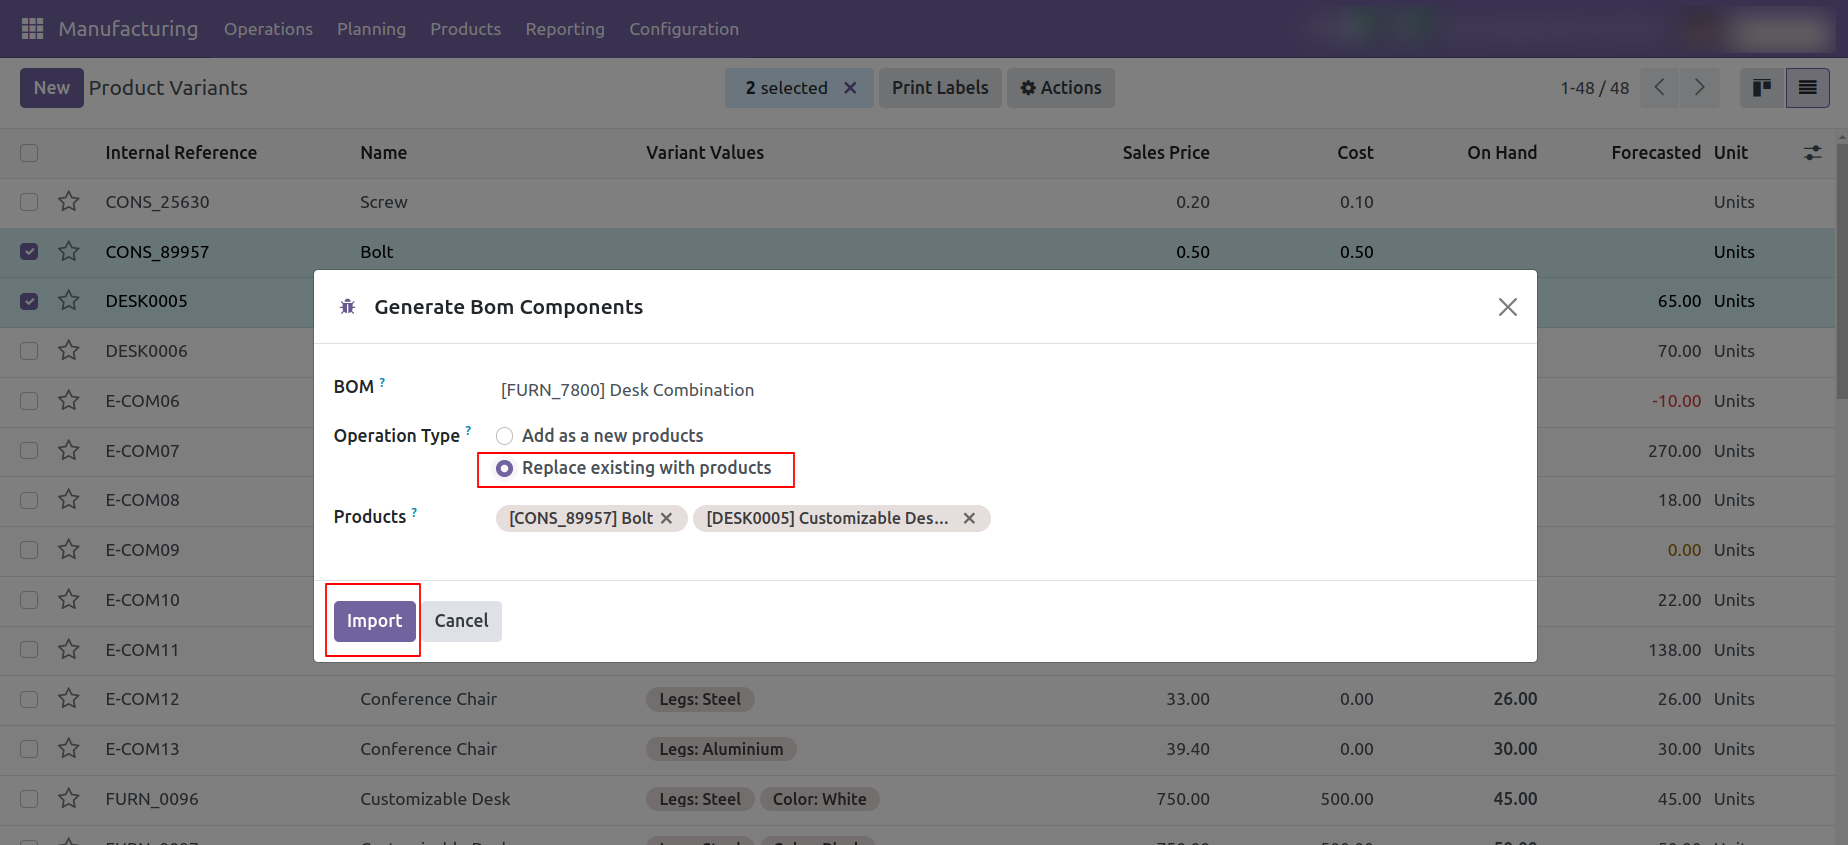 Manufacturing Operations Planning Products Reporting Configuration
New Product Variants 2 selected Print Labels Actions 1-48 / 48
Internal Reference Name Variant Values Sales Price Cost On Hand Forecasted Unit
CONS_25630 Screw 0.20 0.10 Units
CONS_89957 Bolt 0.50 0.50 Units
DESK0005 65.00 Units
Generate Bom Components
DESK0006 70.00 Units
BOM ? [FURN_7800] Desk Combination
E-COM06 -10.00 Units
Operation Type ? Add as a new products
E-COM07 270.00 Units
Replace existing with products
E-COM08 18.00 Units
Products ? [CONS_89957] Bolt [DESK0005] Customizable Des...
E-COM09 0.00 Units
E-COM10 22.00 Units
Import Cancel
E-COM11 138.00 Units
E-COM12 Conference Chair Legs: Steel 33.00 0.00 26.00 26.00 Units
E-COM13 Conference Chair Legs: Aluminium 39.40 0.00 30.00 30.00 Units
FURN_0096 Customizable Desk Legs: Steel Color: White 750.00 500.00 45.00 45.00 Units